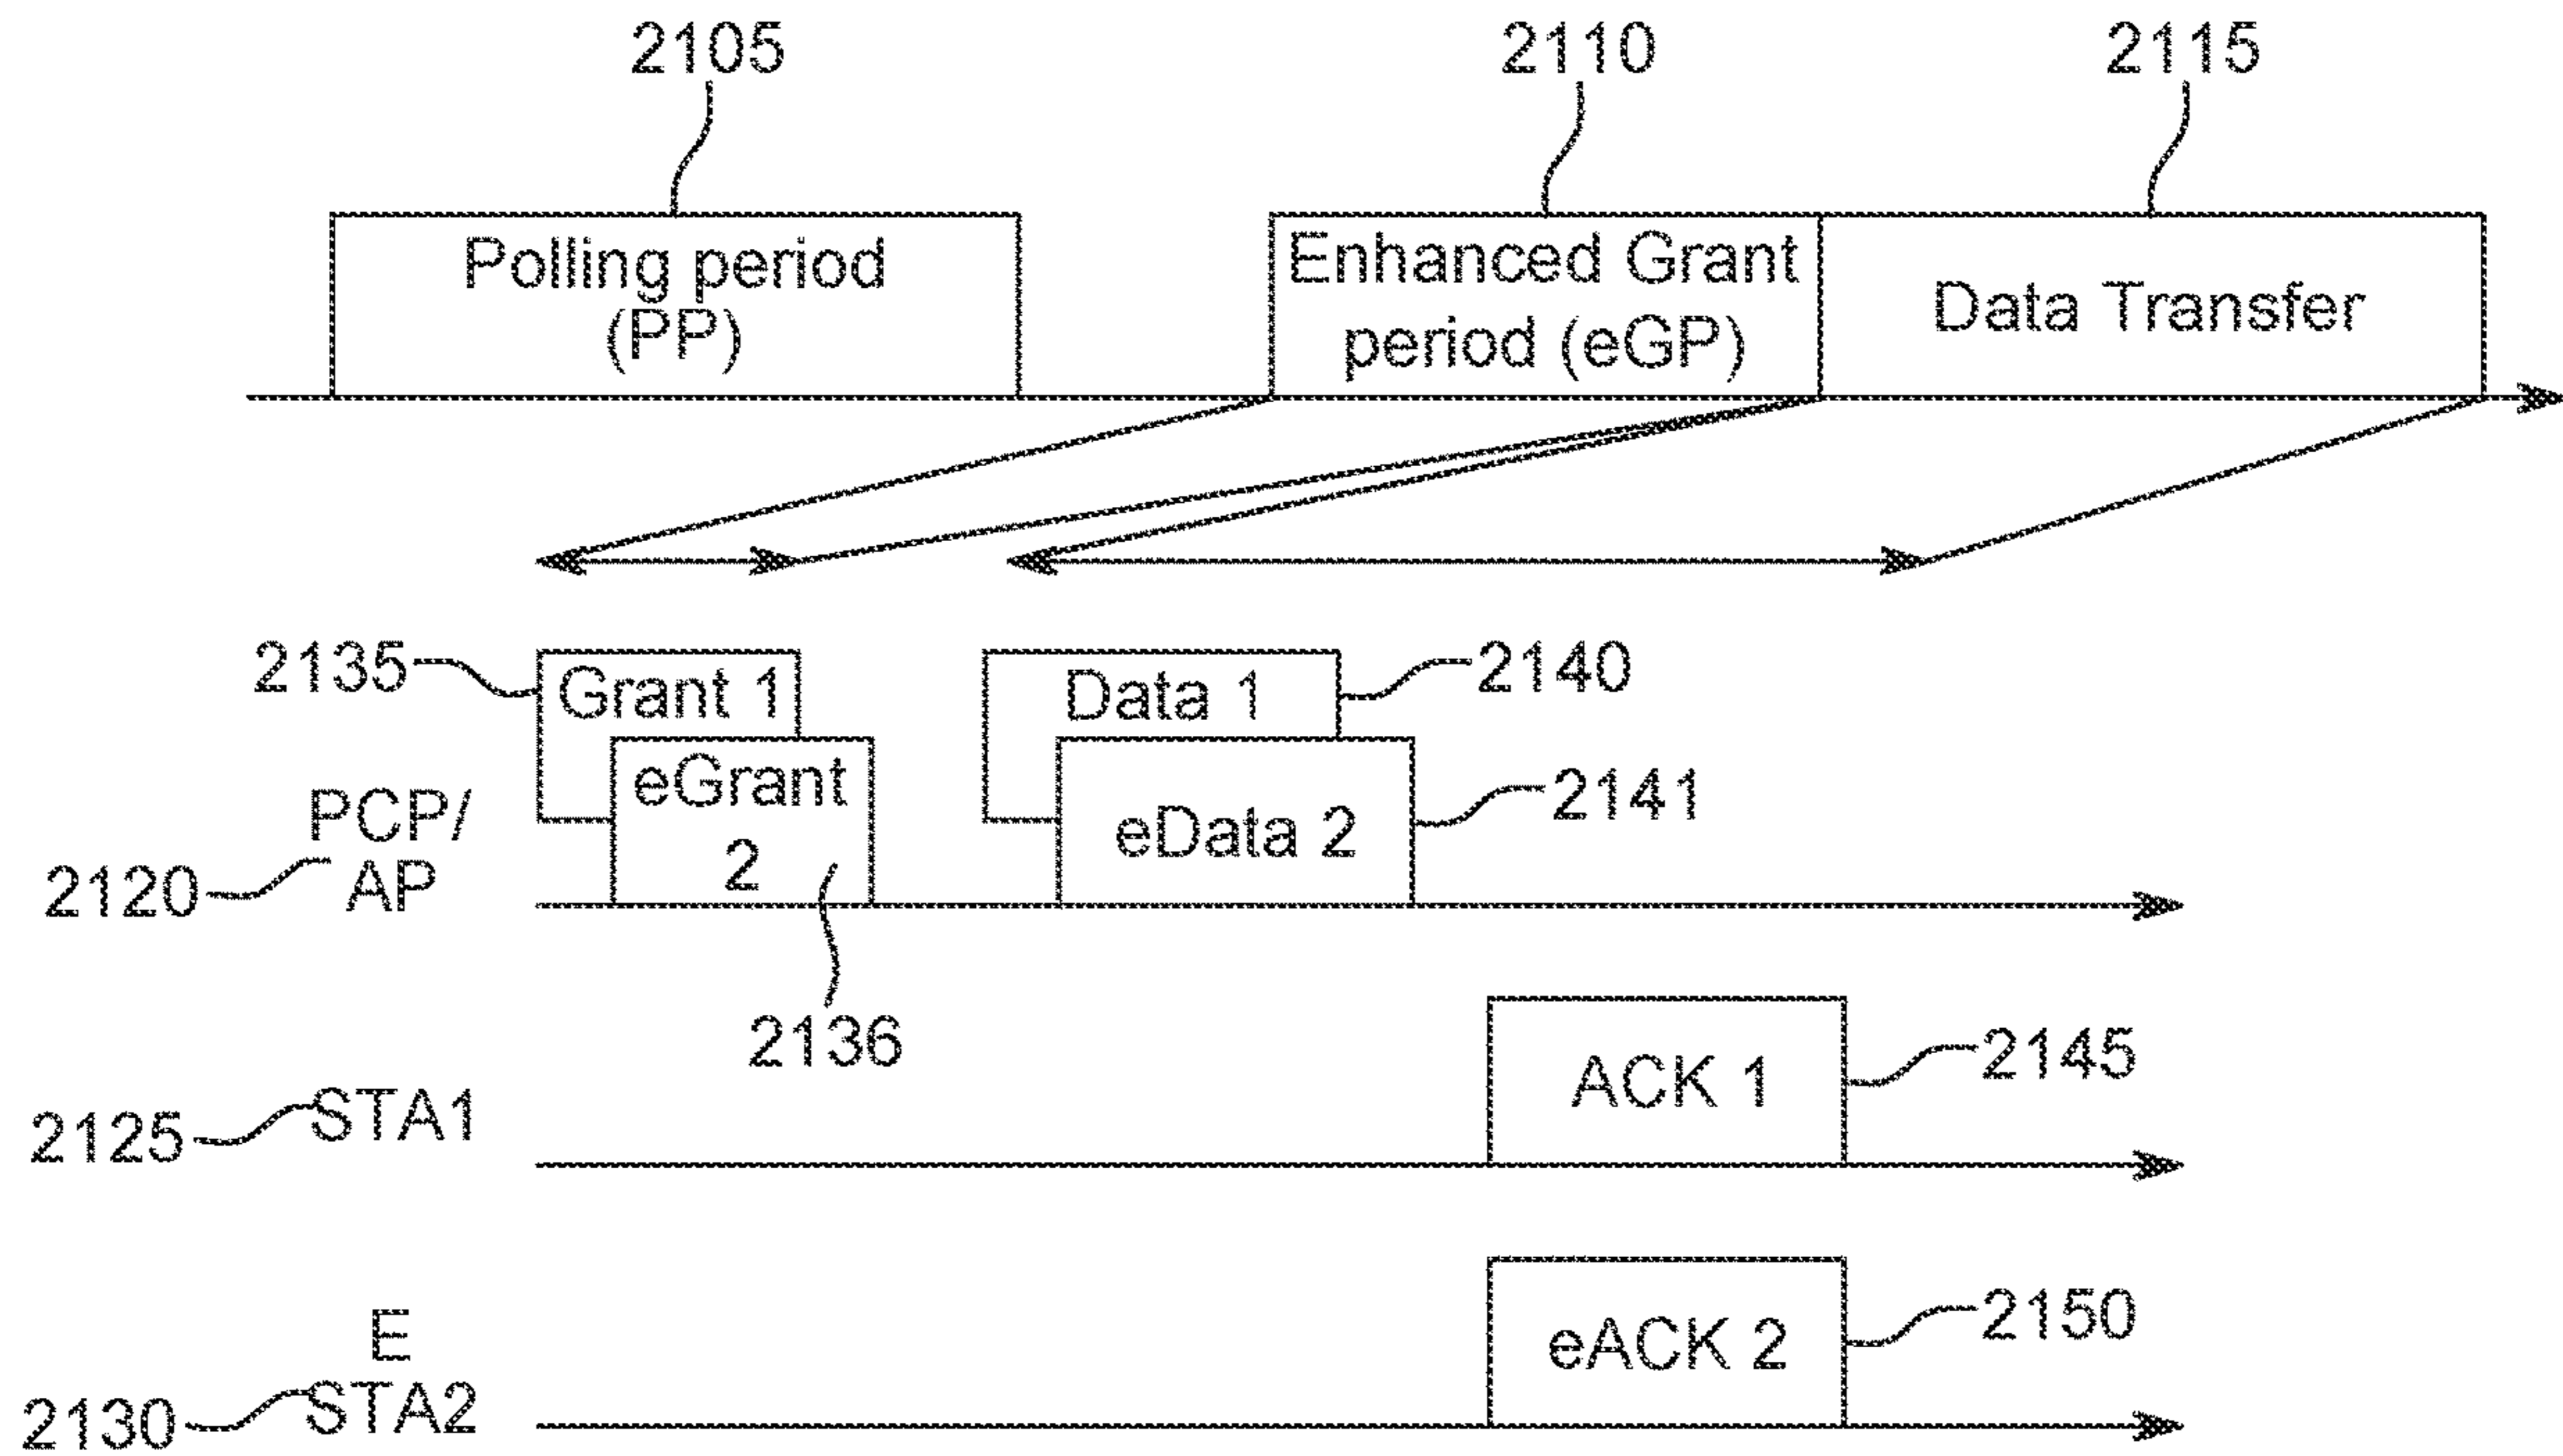 2105
2110
2115
Polling period
(PP)
Enhanced Grant
period (eGP)
Data Transfer
2135
Grant 1
Data 1
2140
eGrant
2
eData 2
2141
PCP/
AP
2120
2136
ACK 1
2145
STA1
2125
eACK 2
2150
E
STA2
2130